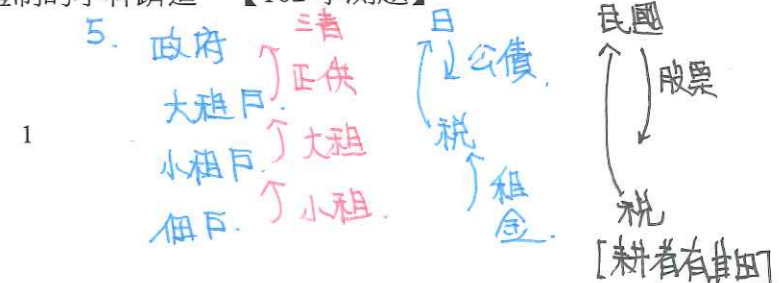 5. 政府 清 日 民國
正供 公債. 股票
大租戶.
1 大租 稅
小租戶. 租金.
小租. 稅
佃戶.
[耕者有其田]